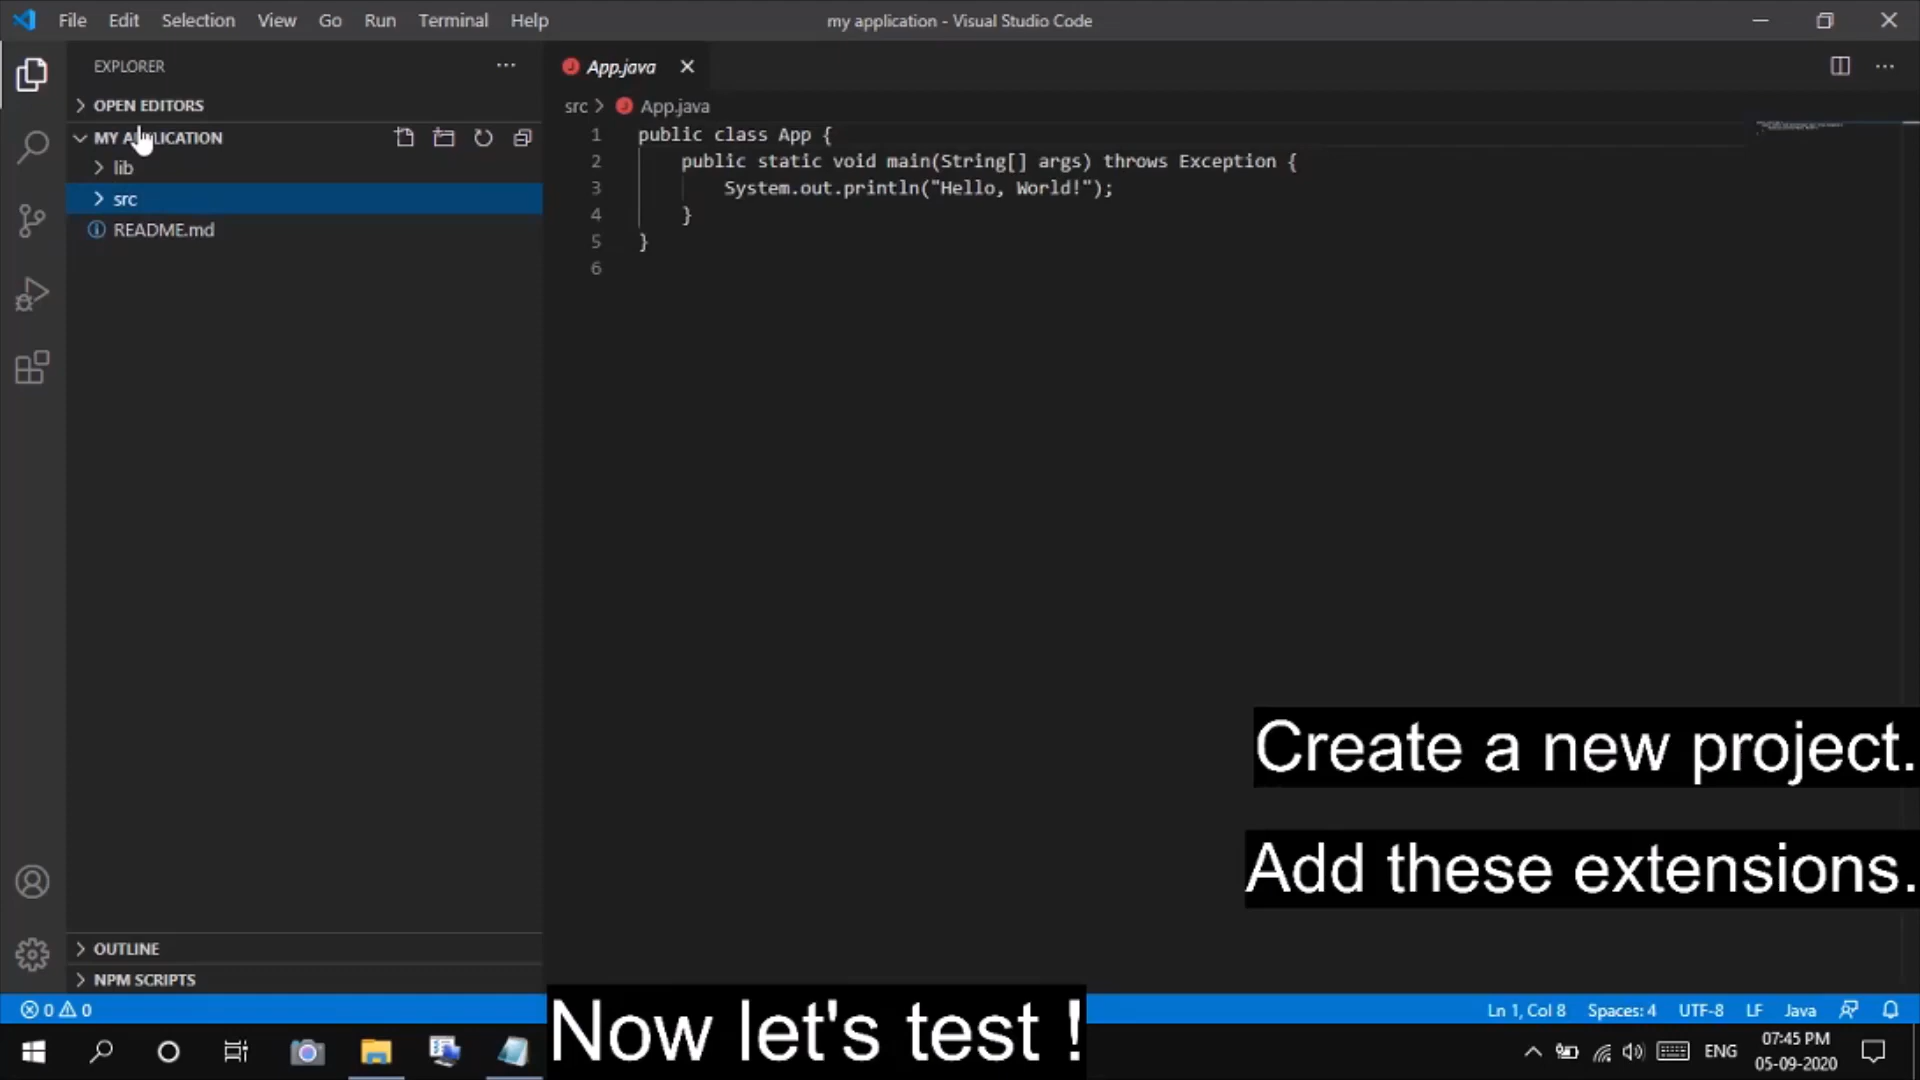 File Edit Selection View Go Run Terminal Help
my application - Visual Studio Code
EXPLORER
OPEN EDITORS
MY APPLICATION
lib
src
README.md
OUTLINE
NPM SCRIPTS
App.java
src > App.java
1 public class App {
2 public static void main(String[] args) throws Exception {
3 System.out.println("Hello, World!");
4 }
5 }
6
Create a new project.
Add these extensions.
Now let's test !
0 0
Ln 1, Col 8 Spaces: 4 UTF-8 LF Java
ENG
07:45 PM
05-09-2020